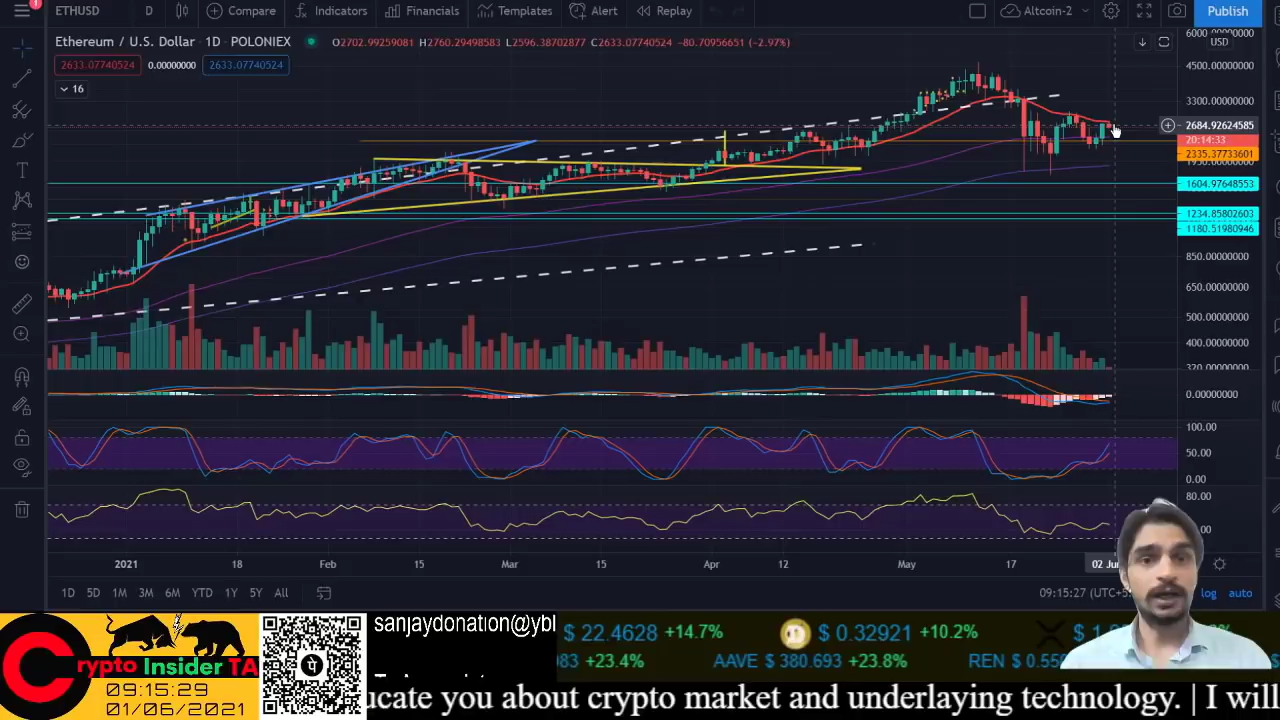 ETHUSD D Compare Indicators Financials Templates Alert Replay Altcoin-2 Publish
Ethereum / U.S. Dollar · 1D · POLONIEX O2702.99259081 H2760.29498583 L2596.38702877 C2633.07740524 −80.70956651 (−2.97%) USD
2633.07740524 0.00000000 2633.07740524
16
4500.00000000
3300.00000000
2684.92624585
20:14:33
2335.37733601
1604.97648553
1234.85802603
1180.51980946
850.00000000
650.00000000
500.00000000
400.00000000
0.00000000
100.00
50.00
0.00
80.00
2021 18 Feb 15 Mar 15 Apr 12 May 17 02
1D 5D 1M 3M 6M YTD 1Y 5Y All 09:15:27 log auto
Crypto Insider TA
09:15:29
01/06/2021
sanjaydonation@ybl
$ 22.4628 +14.7% $ 0.32921 +10.2%
+23.4% AAVE $ 380.693 +23.8% REN
ucate you about crypto market and underlaying technology. | I will